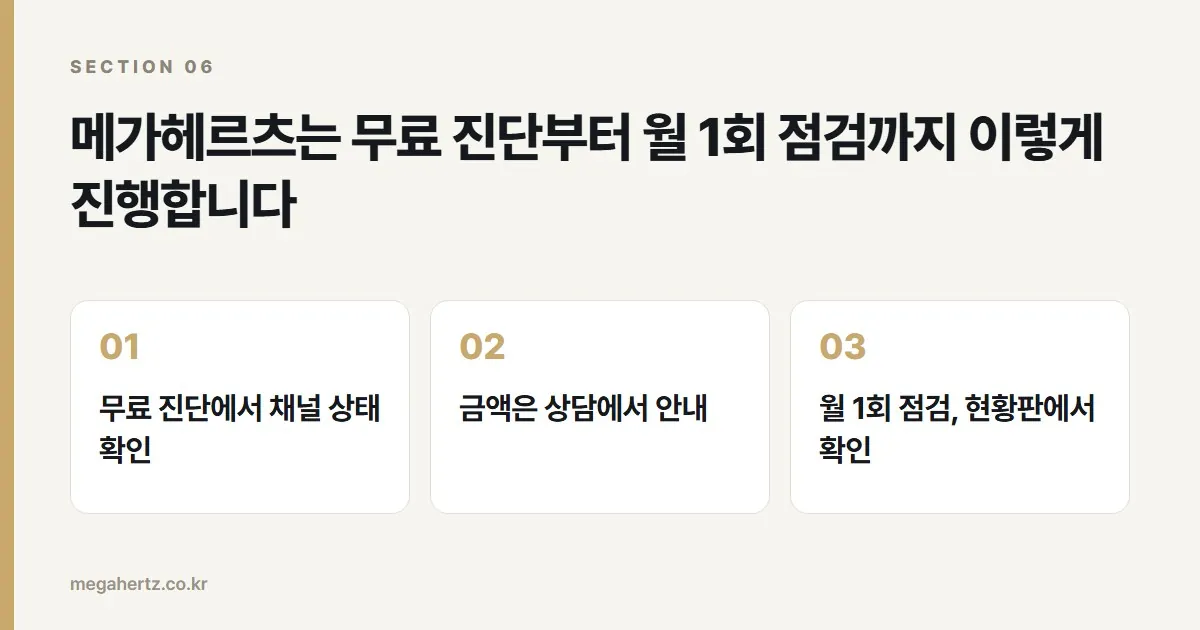 SECTION 06
메가헤르츠는 무료 진단부터 월 1회 점검까지 이렇게
진행합니다
01
무료 진단에서 채널 상태
확인
02
금액은 상담에서 안내
03
월 1회 점검, 현황판에서
확인
megahertz.co.kr